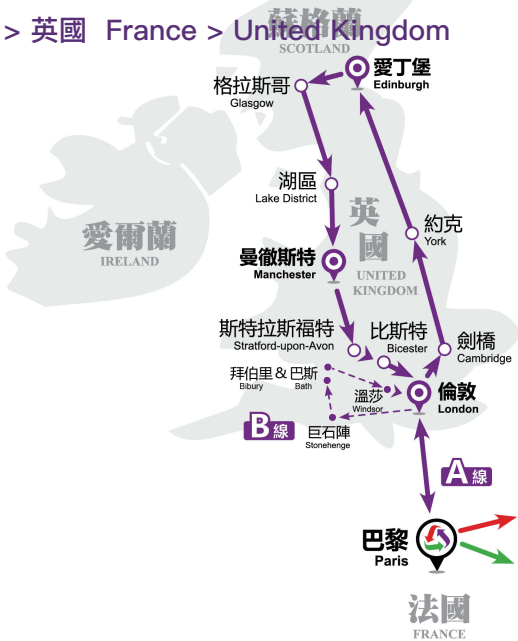 > 英國 France > United Kingdom
蘇格蘭
SCOTLAND
愛丁堡
Edinburgh
格拉斯哥
Glasgow
湖區
Lake District
愛爾蘭
IRELAND
英國
UNITED
KINGDOM
約克
York
曼徹斯特
Manchester
斯特拉斯福特
Stratford-upon-Avon
比斯特
Bicester
劍橋
Cambridge
拜伯里 & 巴斯
Bibury Bath
溫莎
Windsor
倫敦
London
B線
巨石陣
Stonehenge
A線
巴黎
Paris
法國
FRANCE